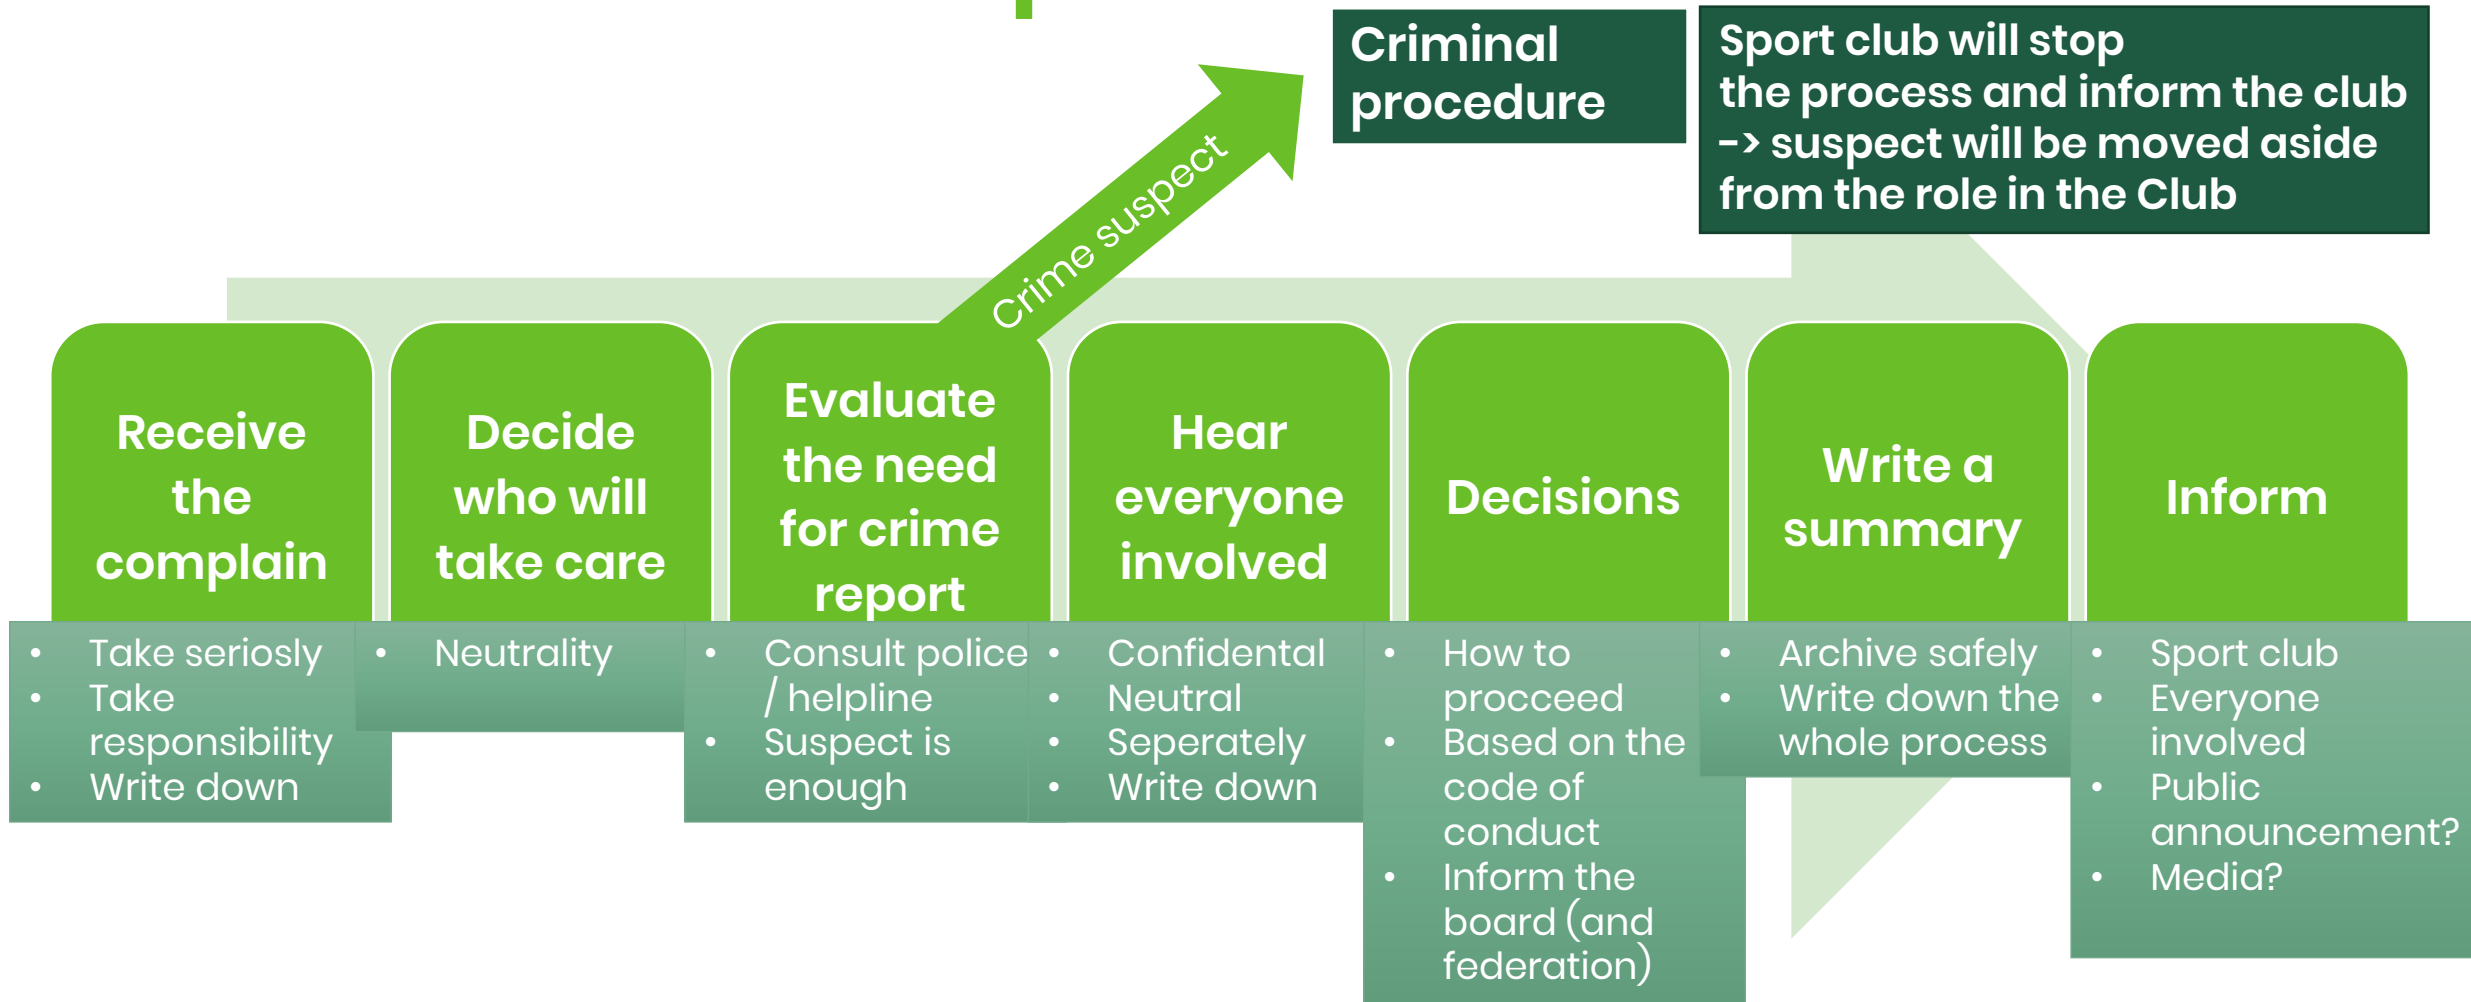 Criminal
procedure
Sport club will stop
the process and inform the club
-> suspect will be moved aside
from the role in the Club
Crime suspect
Receive
the
complain
• Take seriosly
• Take
responsibility
• Write down
Decide
who will
take care
• Neutrality
Evaluate
the need
for crime
report
• Consult police
/ helpline
• Suspect is
enough
Hear
everyone
involved
• Confidental
• Neutral
• Seperately
• Write down
Decisions
• How to
procceed
• Based on the
code of
conduct
• Inform the
board (and
federation)
Write a
summary
• Archive safely
• Write down the
whole process
Inform
• Sport club
• Everyone
involved
• Public
announcement?
• Media?